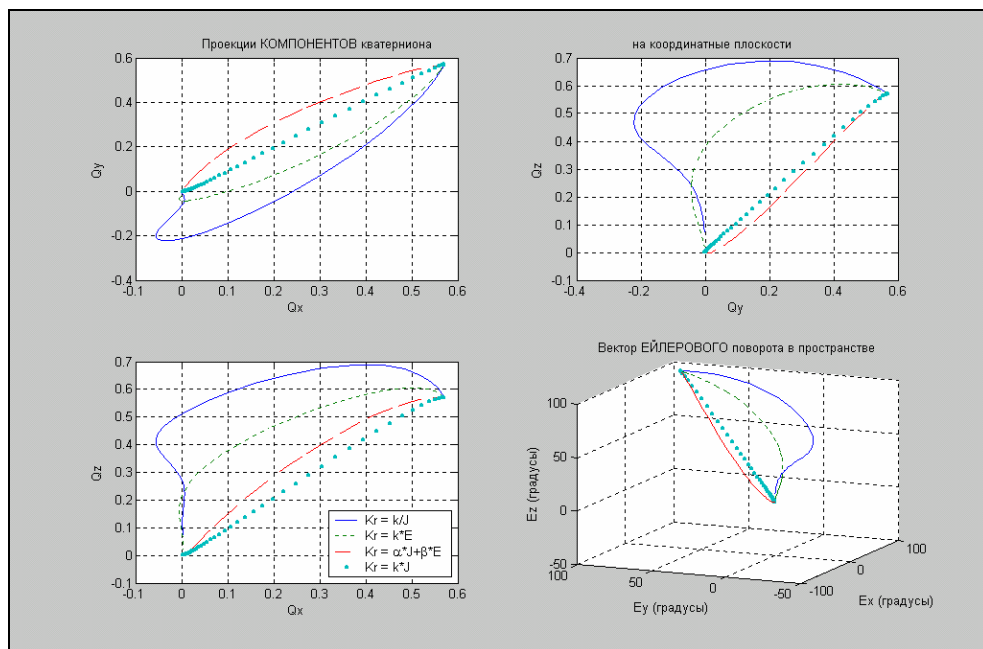 Проекции КОМПОНЕНТОВ кватерниона
0.6
0.4
0.2
0
-0.2
-0.4
Qy
-0.1 0 0.1 0.2 0.3 0.4 0.5 0.6
Qx
на координатные плоскости
0.7
0.6
0.5
0.4
0.3
0.2
0.1
0
-0.1
Qz
-0.4 -0.2 0 0.2 0.4 0.6
Qy
0.7
0.6
0.5
0.4
0.3
0.2
0.1
0
-0.1
Qz
-0.1 0 0.1 0.2 0.3 0.4 0.5 0.6
Qx
Kr = k/J
Kr = k*E
Kr = α*J+β*E
Kr = k*J
Вектор ЕЙЛЕРОВОГО поворота в пространстве
100
50
0
-50
Ez (градусы)
100
50
0
-50
Ey (градусы)
-100
0
100
Ex (градусы)